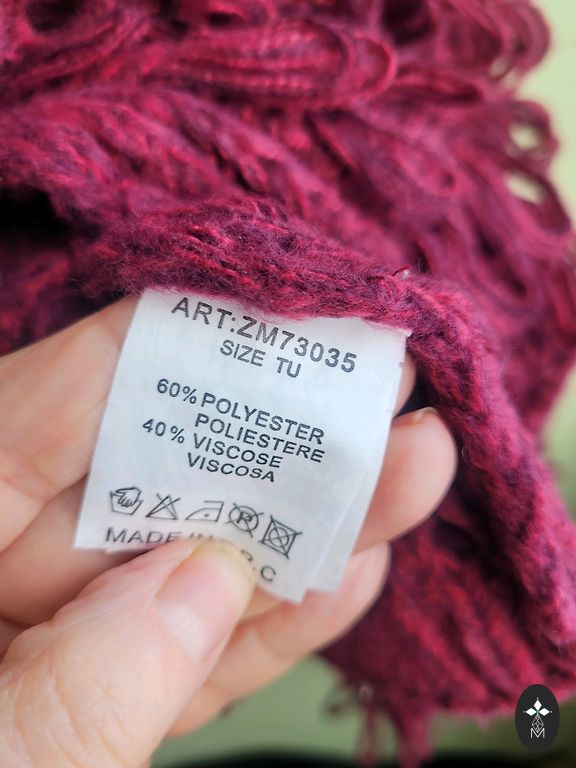 ART:ZM73035
SIZE TU
60% POLYESTER
POLIESTERE
40% VISCOSE
VISCOSA
MADE IN P.R.C